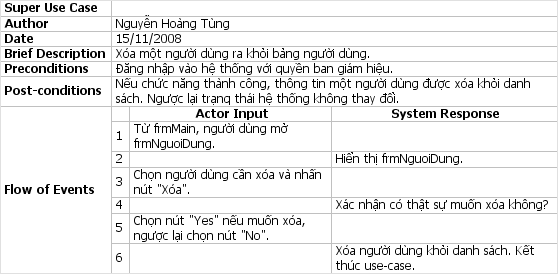 Super Use Case
Author Nguyễn Hoàng Tùng
Date 15/11/2008
Brief Description Xóa một người dùng ra khỏi bảng người dùng.
Preconditions Đăng nhập vào hệ thống với quyền ban giám hiệu.
Post-conditions Nếu chức năng thành công, thông tin một người dùng được xóa khỏi danh
sách. Ngược lại trạng thái hệ thống không thay đổi.
Flow of Events
Actor Input System Response
1 Từ frmMain, người dùng mở
frmNguoiDung.
2 Hiển thị frmNguoiDung.
3 Chọn người dùng cần xóa và nhấn
nút "Xóa".
4 Xác nhận có thật sự muốn xóa không?
5 Chọn nút "Yes" nếu muốn xóa,
ngược lại chọn nút "No".
6 Xóa người dùng khỏi danh sách. Kết
thúc use-case.